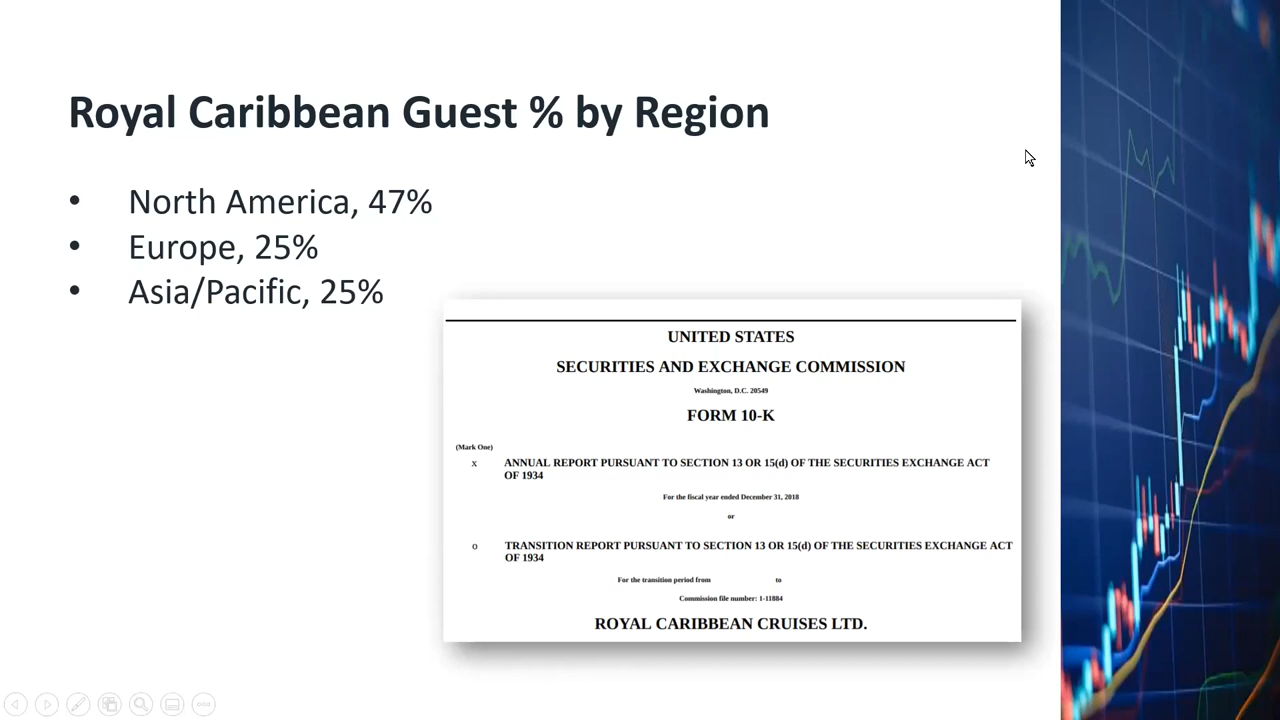 Royal Caribbean Guest % by Region
• North America, 47%
• Europe, 25%
• Asia/Pacific, 25%
UNITED STATES
SECURITIES AND EXCHANGE COMMISSION
Washington, D.C. 20549
FORM 10-K
(Mark One)
x ANNUAL REPORT PURSUANT TO SECTION 13 OR 15(d) OF THE SECURITIES EXCHANGE ACT
OF 1934
For the fiscal year ended December 31, 2018
or
o TRANSITION REPORT PURSUANT TO SECTION 13 OR 15(d) OF THE SECURITIES EXCHANGE ACT
OF 1934
For the transition period from to
Commission file number: 1-11884
ROYAL CARIBBEAN CRUISES LTD.